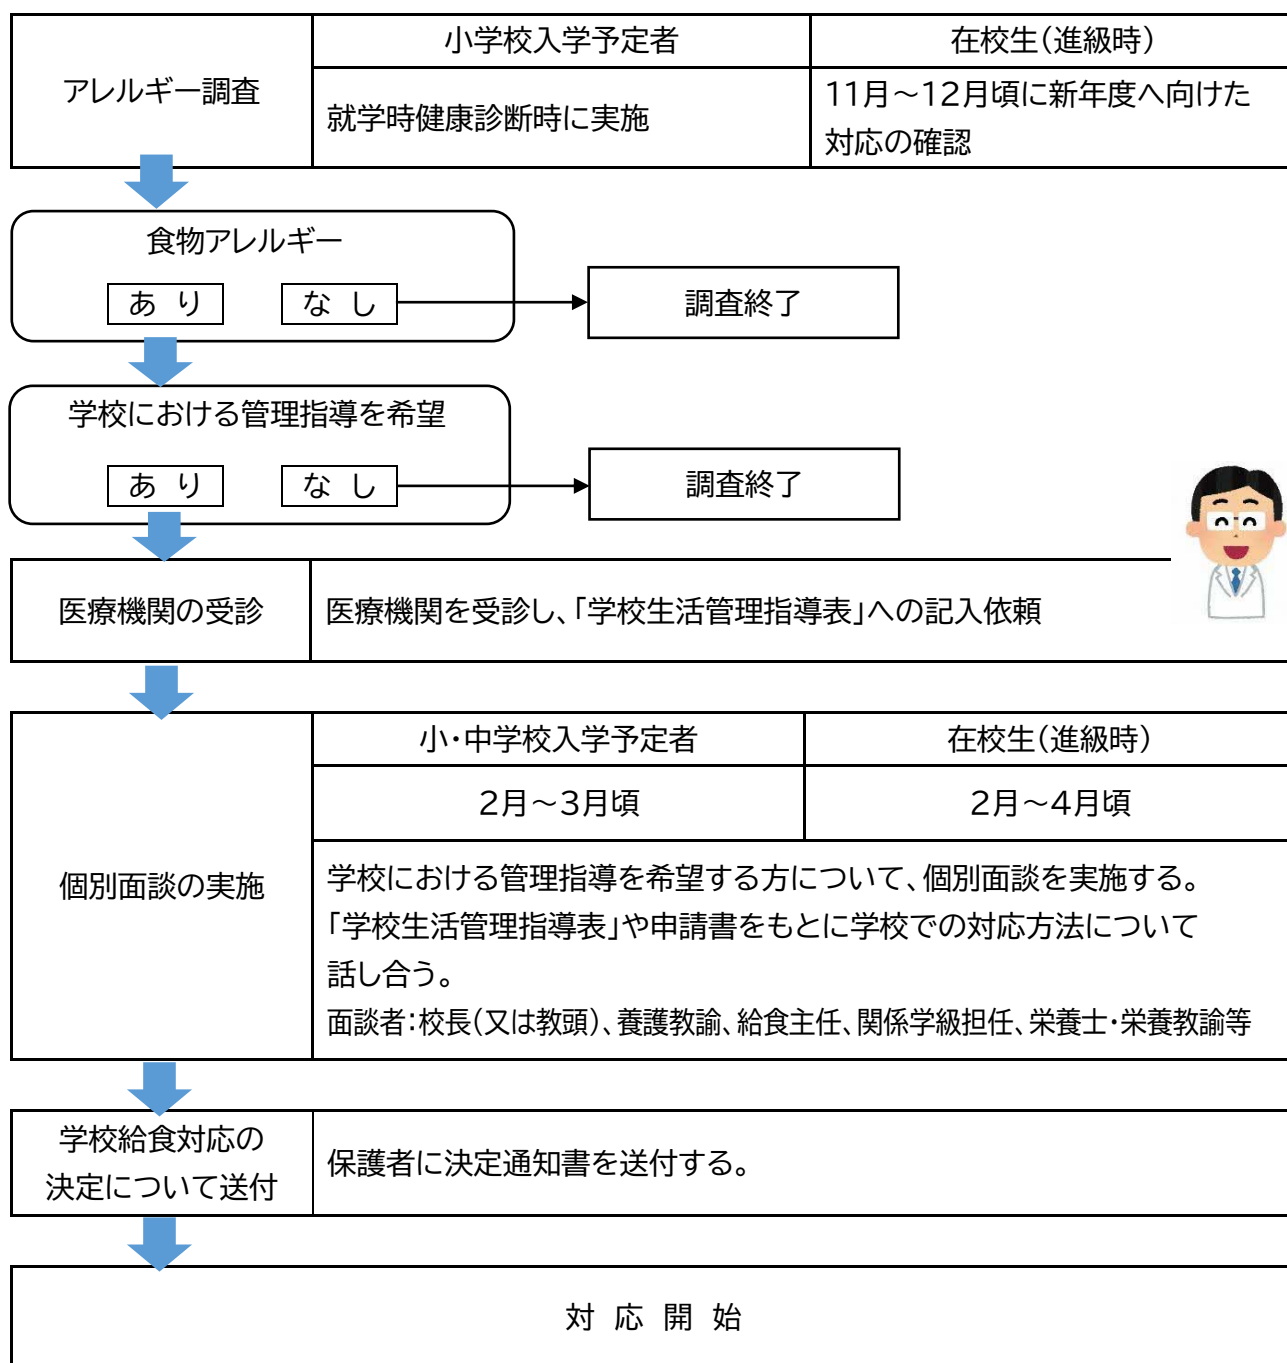 アレルギー調査
小学校入学予定者
在校生(進級時)
就学時健康診断時に実施
11月～12月頃に新年度へ向けた
対応の確認
食物アレルギー
あ り
な し
調査終了
学校における管理指導を希望
あ り
な し
調査終了
医療機関の受診
医療機関を受診し、「学校生活管理指導表」への記入依頼
個別面談の実施
小・中学校入学予定者
在校生(進級時)
2月～3月頃
2月～4月頃
学校における管理指導を希望する方について、個別面談を実施する。
「学校生活管理指導表」や申請書をもとに学校での対応方法について
話し合う。
面談者：校長(又は教頭)、養護教諭、給食主任、関係学級担任、栄養士・栄養教諭等
学校給食対応の
決定について送付
保護者に決定通知書を送付する。
対 応 開 始